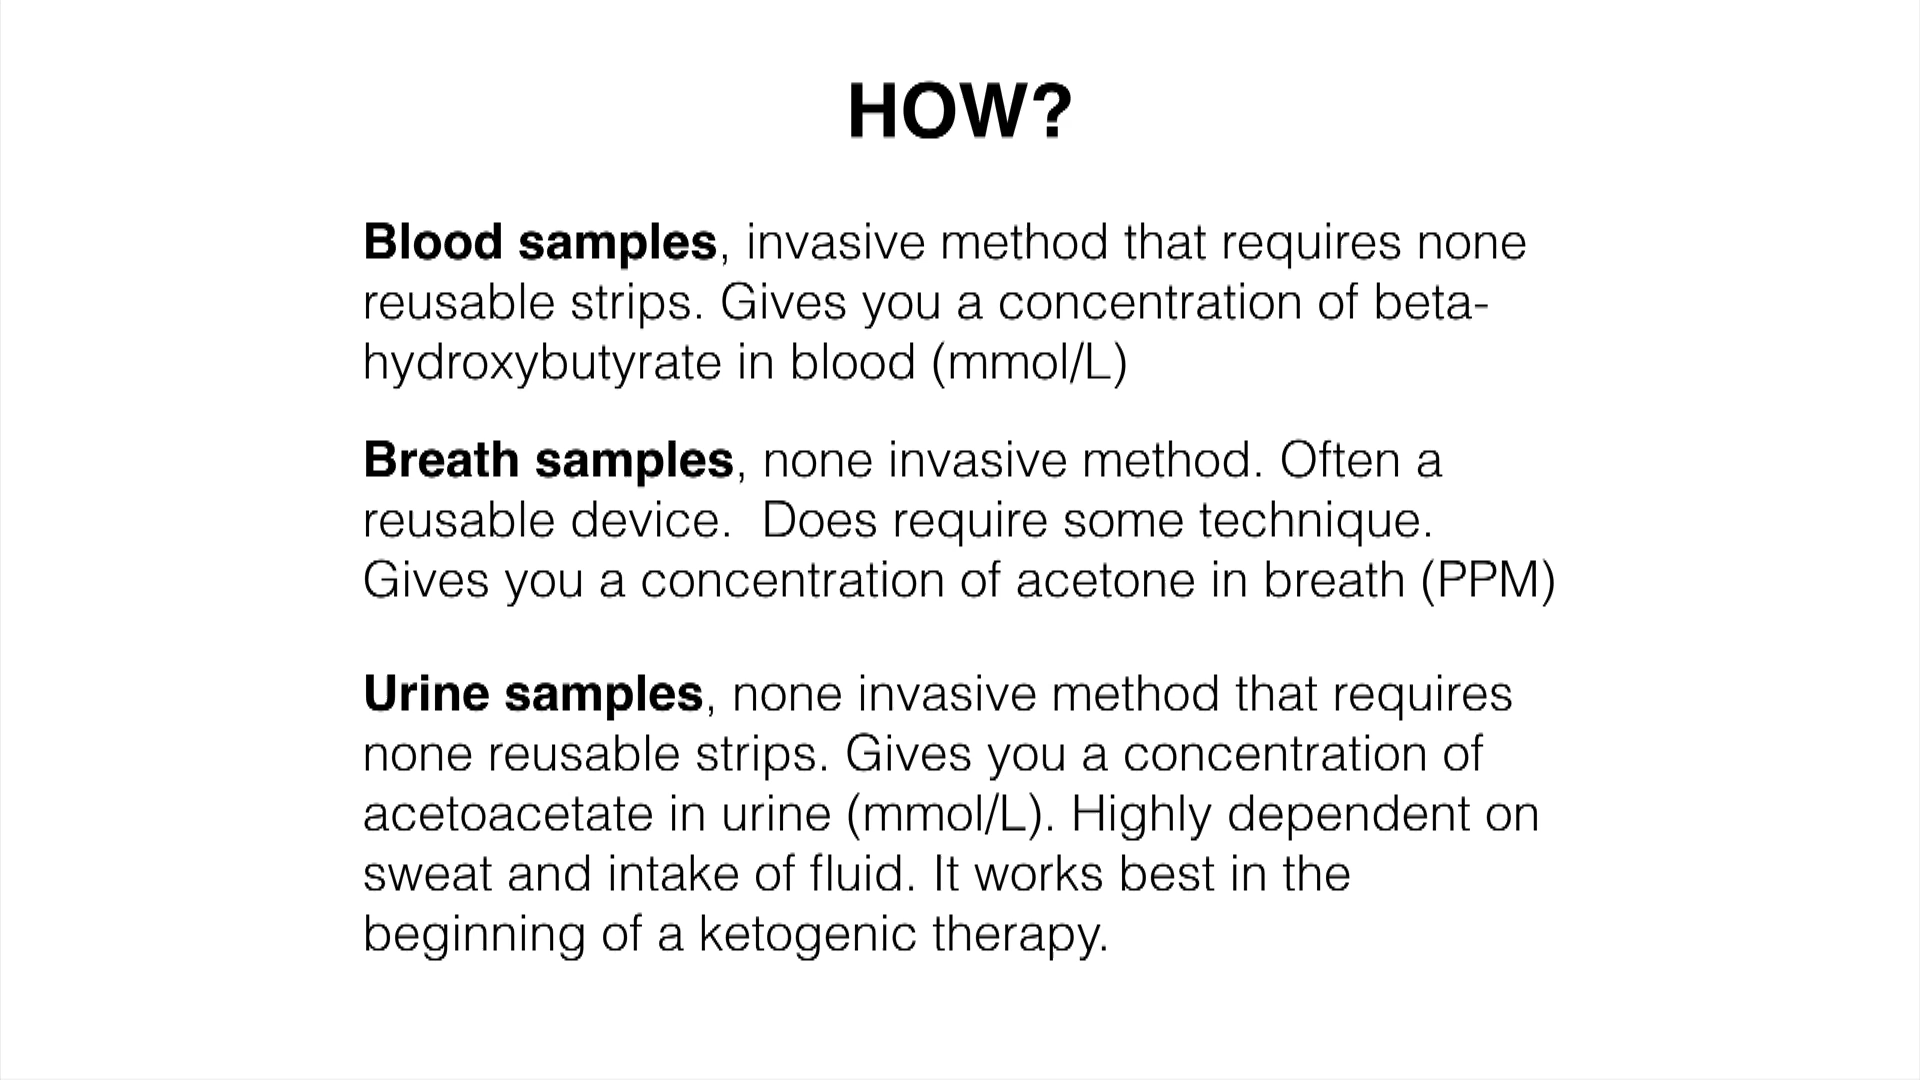 HOW?
Blood samples, invasive method that requires none
reusable strips. Gives you a concentration of beta-
hydroxybutyrate in blood (mmol/L)
Breath samples, none invasive method. Often a
reusable device.  Does require some technique.
Gives you a concentration of acetone in breath (PPM)
Urine samples, none invasive method that requires
none reusable strips. Gives you a concentration of
acetoacetate in urine (mmol/L). Highly dependent on
sweat and intake of fluid. It works best in the
beginning of a ketogenic therapy.